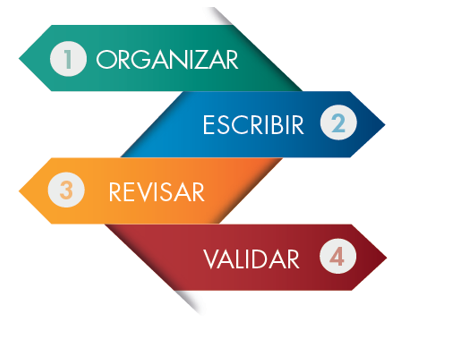 1 ORGANIZAR
ESCRIBIR 2
3 REVISAR
VALIDAR 4